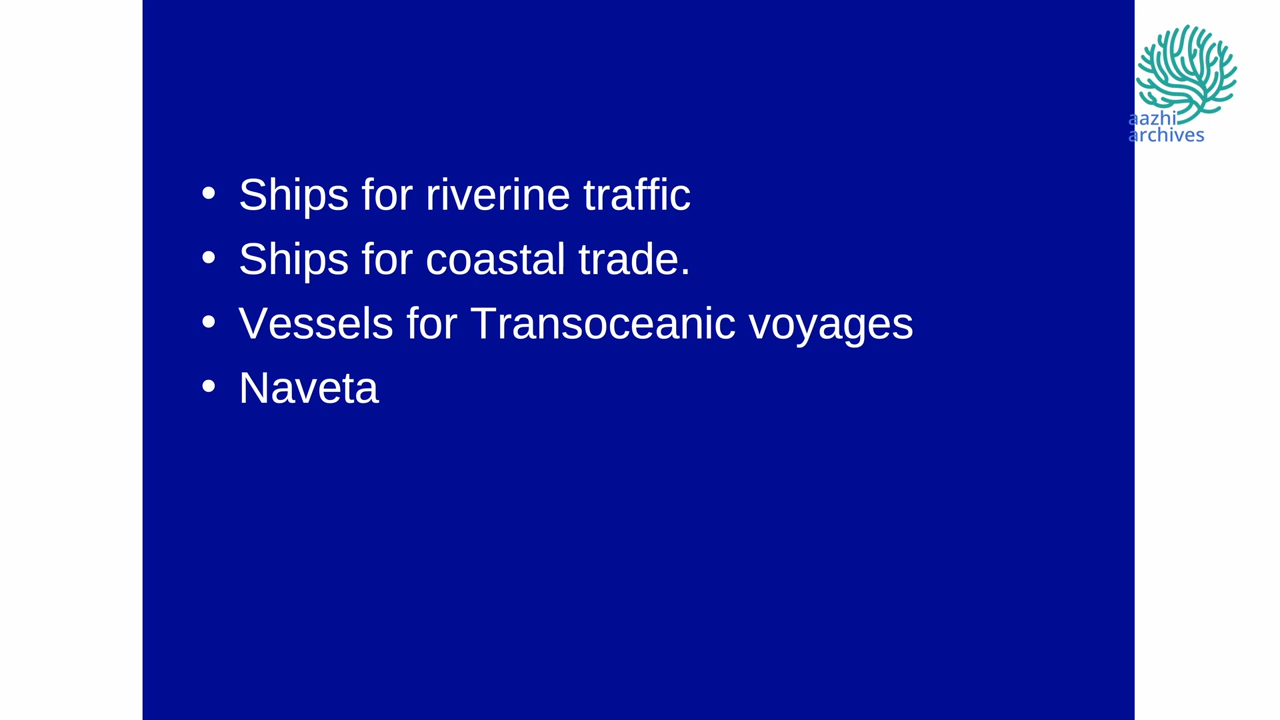 • Ships for riverine traffic
• Ships for coastal trade.
• Vessels for Transoceanic voyages
• Naveta
aazhi
archives